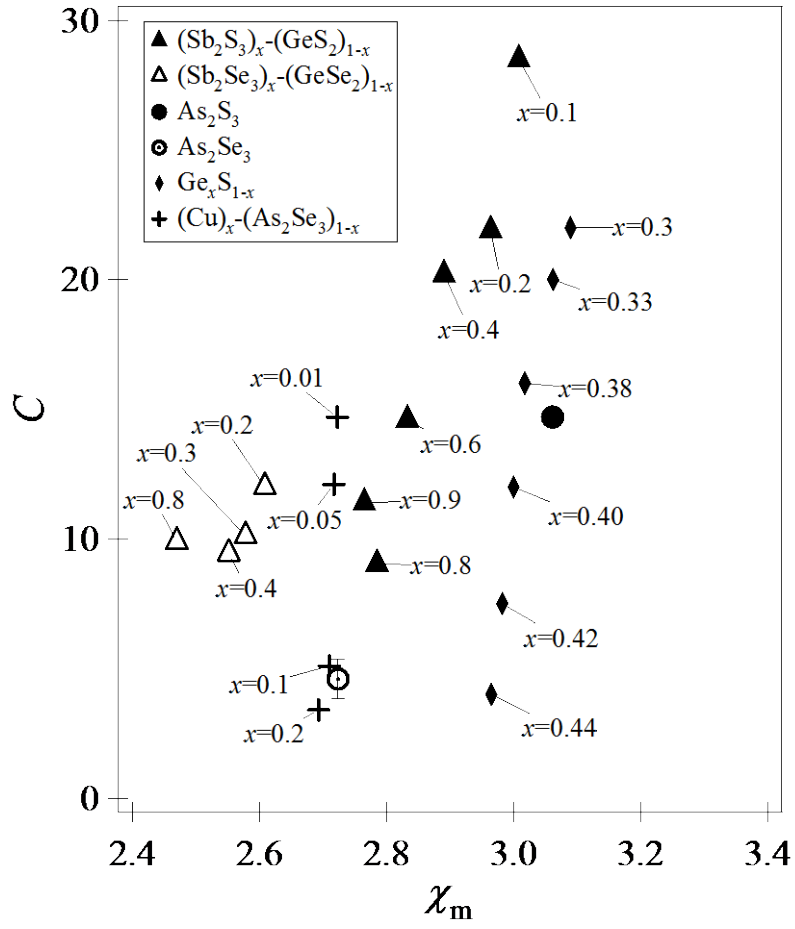 30
(Sb₂S₃)ₓ-(GeS₂)₁₋ₓ
(Sb₂Se₃)ₓ-(GeSe₂)₁₋ₓ
As₂S₃
As₂Se₃
GeₓS₁₋ₓ
(Cu)ₓ-(As₂Se₃)₁₋ₓ
x=0.1
x=0.3
x=0.2
20
x=0.33
x=0.4
x=0.01
x=0.38
C
x=0.2
x=0.6
x=0.3
x=0.8
x=0.9
x=0.05
x=0.40
10
x=0.8
x=0.4
x=0.42
x=0.1
x=0.2
x=0.44
0
2.4 2.6 2.8 3.0 3.2 3.4
χₘ